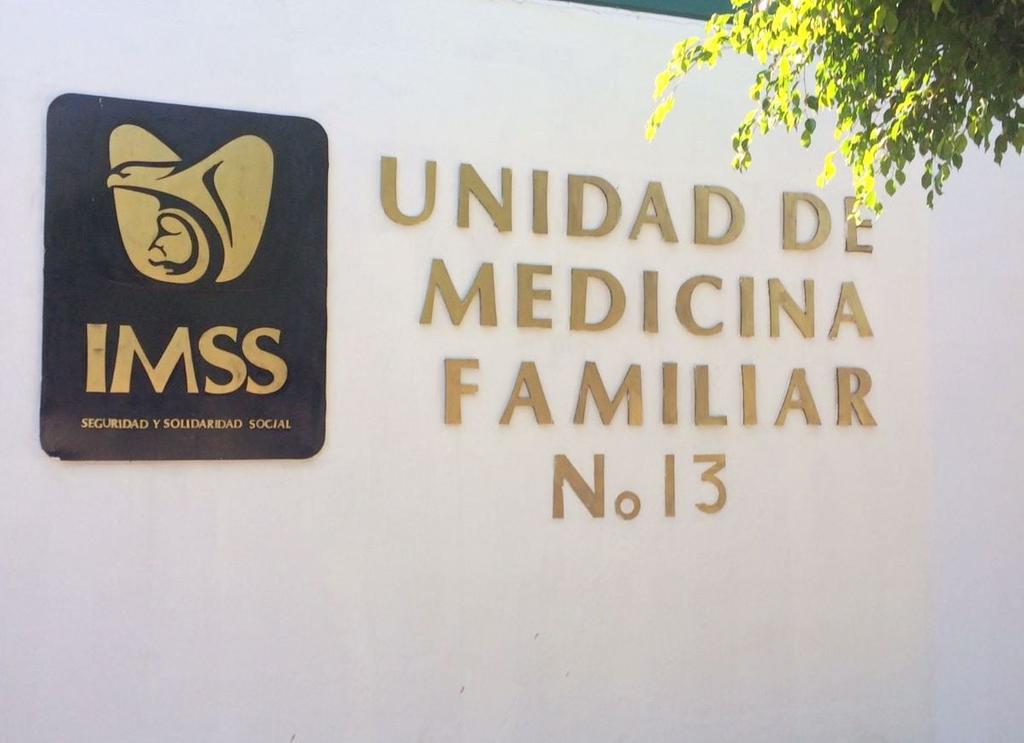 IMSS
SEGURIDAD Y SOLIDARIDAD SOCIAL
UNIDAD DE
MEDICINA
FAMILIAR
No 13